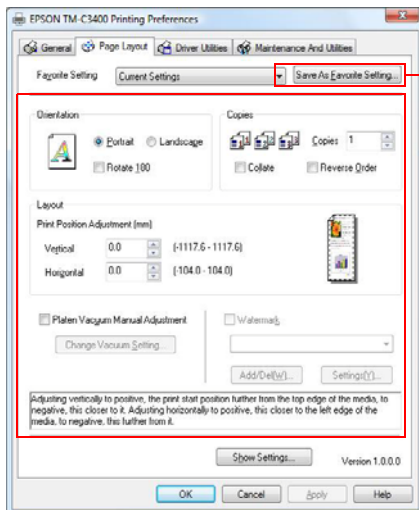 EPSON TM-C3400 Printing Preferences
General Page Layout Driver Utilities Maintenance And Utilities
Favorite Setting Current Settings Save As Favorite Setting...
Orientation Copies
Portrait Landscape Copies 1
Rotate 180 Collate Reverse Order
Layout
Print Position Adjustment [mm]
Vertical 0.0 (-1117.6 - 1117.6)
Horizontal 0.0 (-104.0 - 104.0)
Platen Vacuum Manual Adjustment Watermark
Change Vacuum Setting...
Add/Del(W)... Settings(Y)...
Adjusting vertically to positive, the print start position further from the top edge of the media, to
negative, this closer to it. Adjusting horizontally to positive, this closer to the left edge of the
media, to negative, this further from it.
Show Settings... Version 1.0.0.0
OK Cancel Apply Help